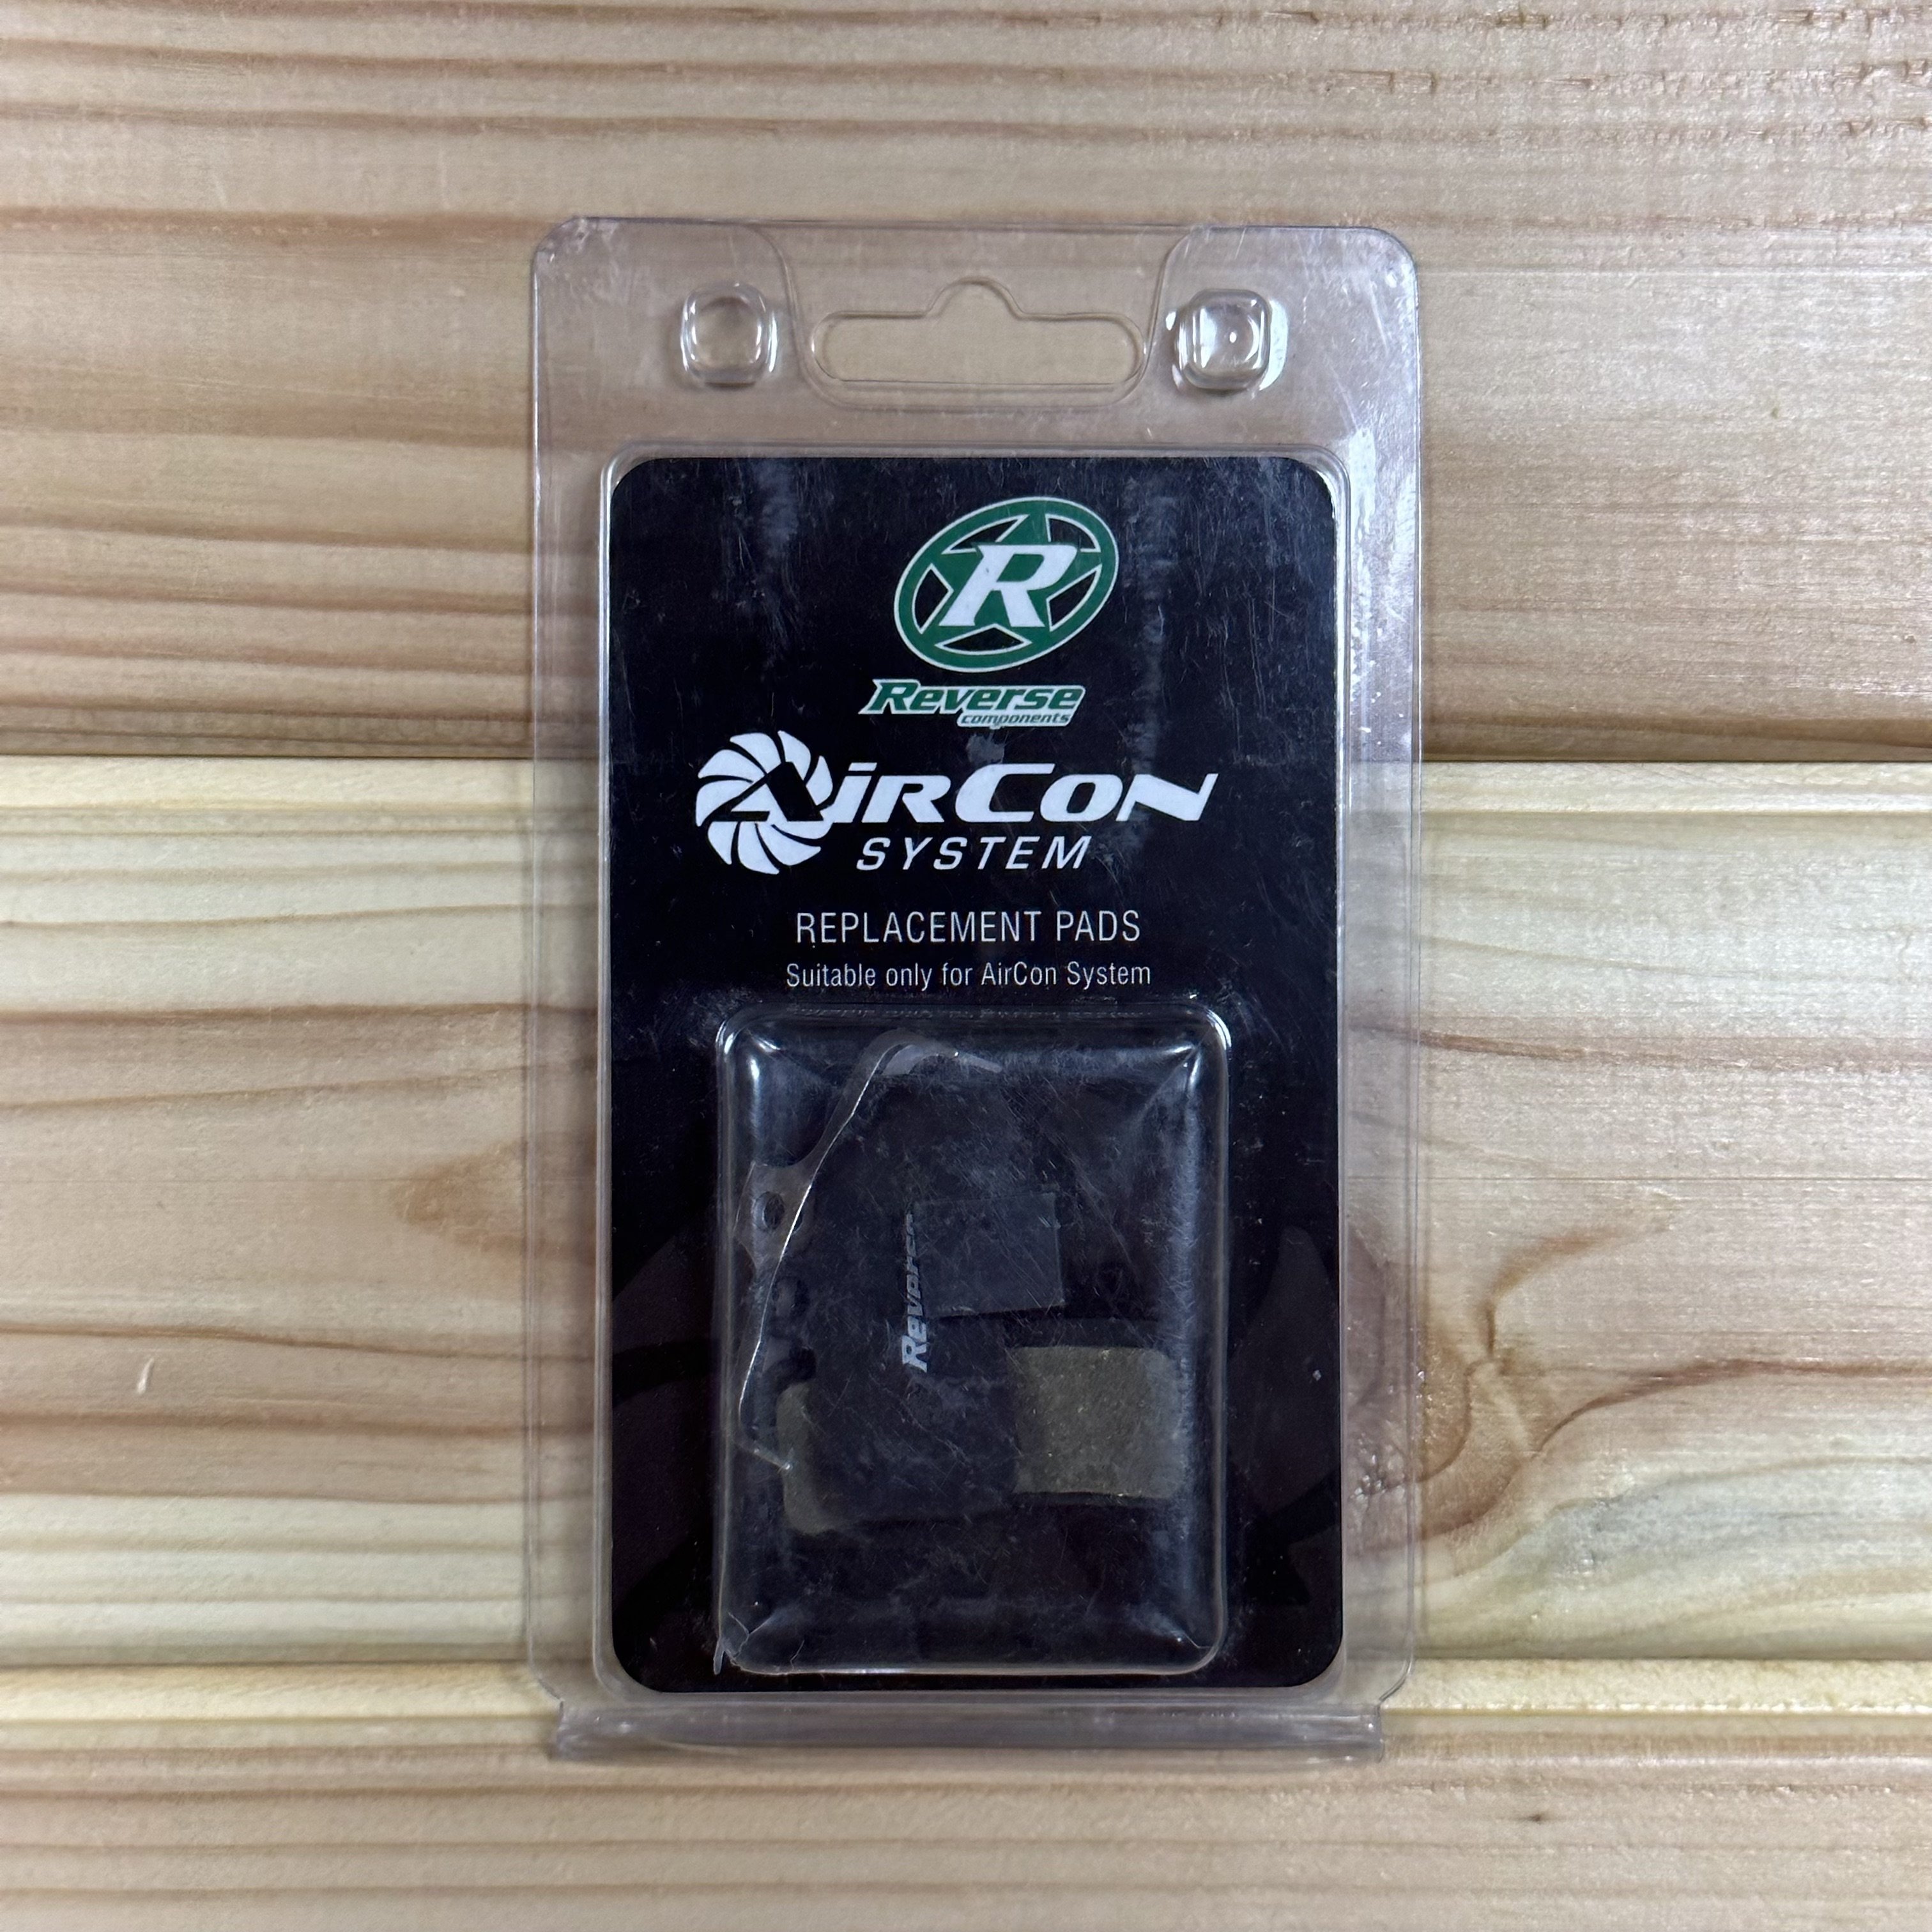 R
Reverse
components
AirCon
SYSTEM
REPLACEMENT PADS
Suitable only for AirCon System
Reverse